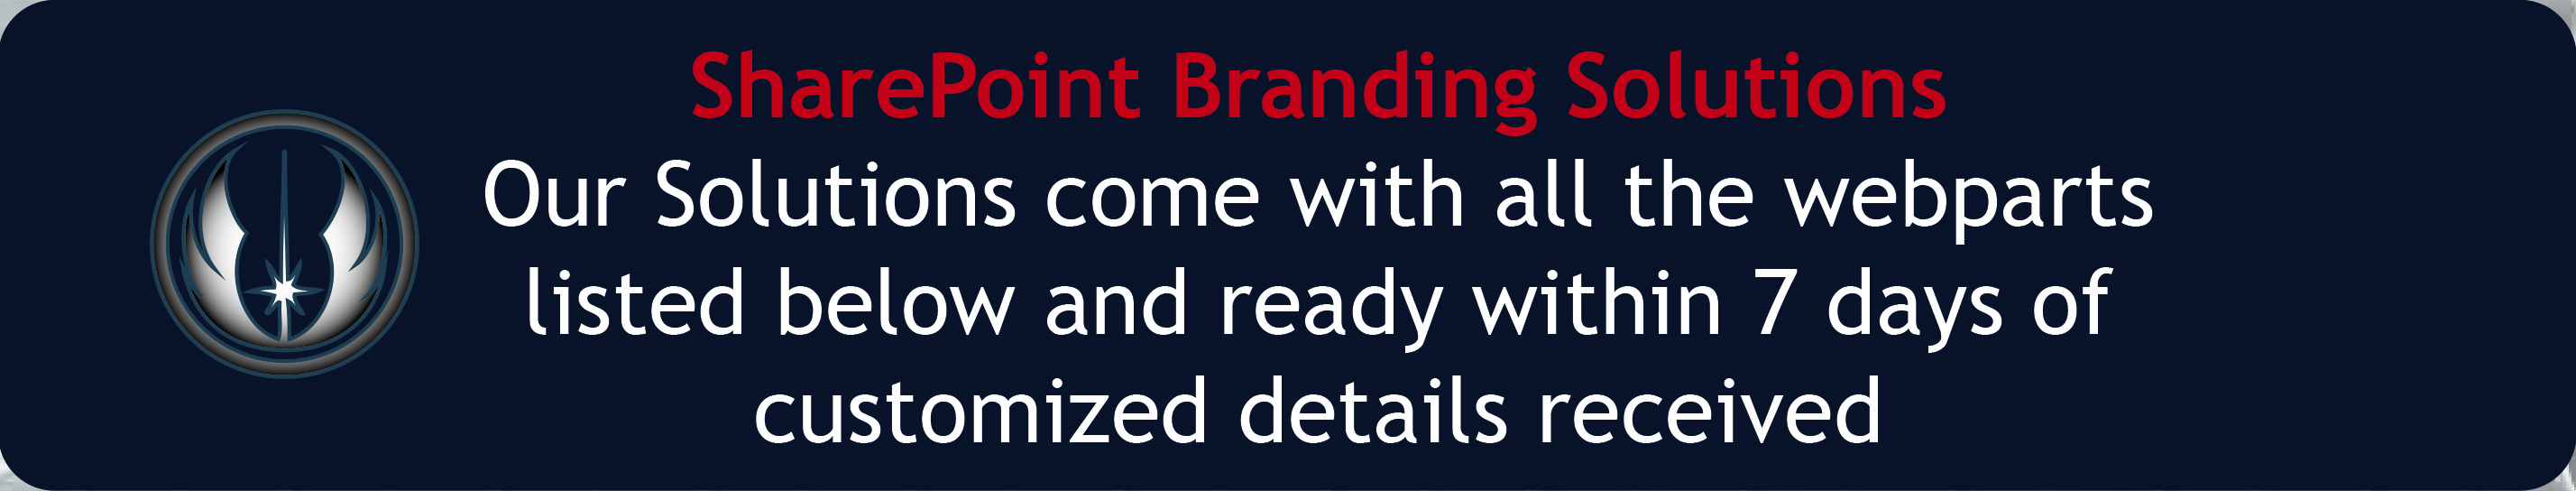 SharePoint Branding Solutions
Our Solutions come with all the webparts
listed below and ready within 7 days of
customized details received